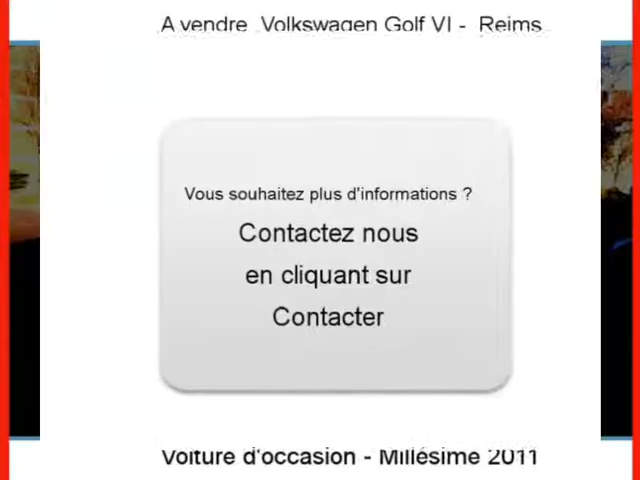 A vendre Volkswagen Golf VI - Reims
Vous souhaitez plus d'informations ?
Contactez nous
en cliquant sur
Contacter
Voiture d'occasion - Millésime 2011